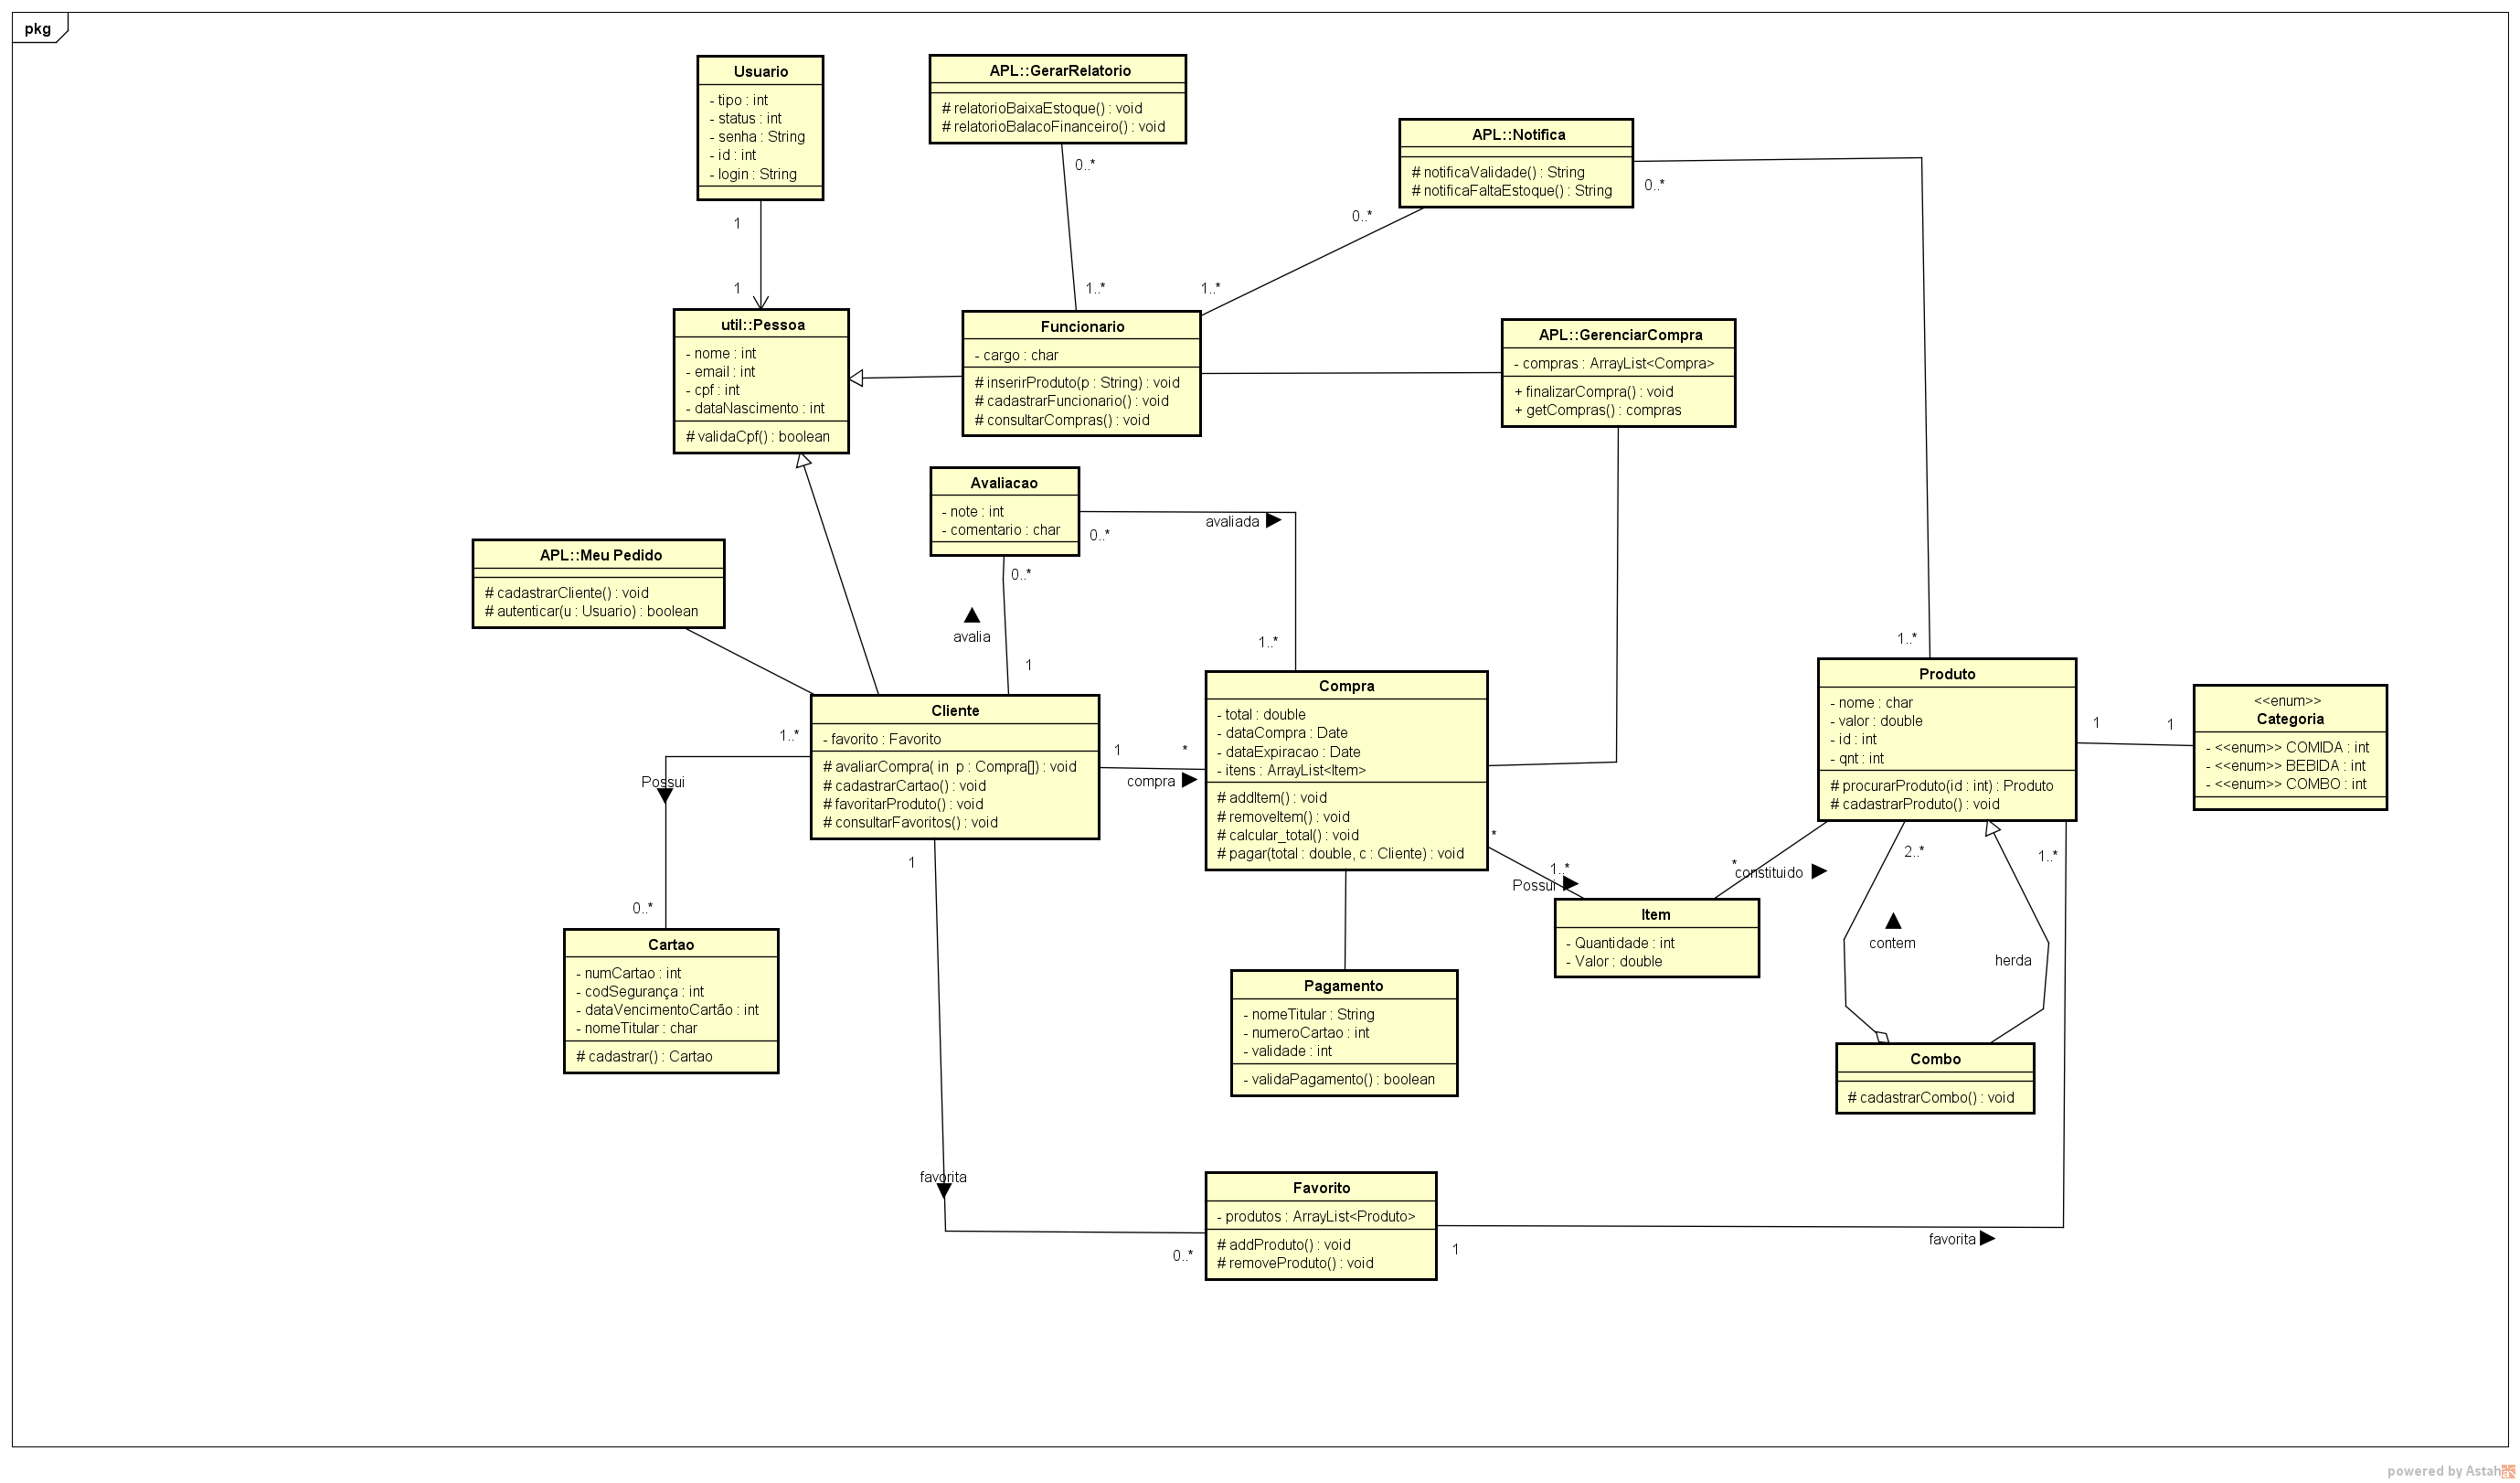 pkg
Usuario
- tipo : int
- status : int
- senha : String
- id : int
- login : String
1
1
APL::GerarRelatorio
# relatorioBaixaEstoque() : void
# relatorioBalacoFinanceiro() : void
0..*
1..*
APL::Notifica
# notificaValidade() : String
# notificaFaltaEstoque() : String
0..*
0..*
1..*
1..*
util::Pessoa
- nome : int
- email : int
- cpf : int
- dataNascimento : int
# validaCpf() : boolean
Funcionario
- cargo : char
# inserirProduto(p : String) : void
# cadastrarFuncionario() : void
# consultarCompras() : void
APL::GerenciarCompra
- compras : ArrayList<Compra>
+ finalizarCompra() : void
+ getCompras() : compras
Avaliacao
- note : int
- comentario : char
0..*
avaliada
1..*
0..*
avalia
1
APL::Meu Pedido
# cadastrarCliente() : void
# autenticar(u : Usuario) : boolean
Cliente
- favorito : Favorito
# avaliarCompra( in  p : Compra[]) : void
# cadastrarCartao() : void
# favoritarProduto() : void
# consultarFavoritos() : void
1..*
Possui
0..*
1
*
compra
Compra
- total : double
- dataCompra : Date
- dataExpiracao : Date
- itens : ArrayList<Item>
# addItem() : void
# removeItem() : void
# calcular_total() : void
# pagar(total : double, c : Cliente) : void
Produto
- nome : char
- valor : double
- id : int
- qnt : int
# procurarProduto(id : int) : Produto
# cadastrarProduto() : void
1
1
<<enum>>
Categoria
- <<enum>> COMIDA : int
- <<enum>> BEBIDA : int
- <<enum>> COMBO : int
*
1..*
Possui
*
constituido
2..*
1..*
contem
herda
Item
- Quantidade : int
- Valor : double
1
Cartao
- numCartao : int
- codSegurança : int
- dataVencimentoCartão : int
- nomeTitular : char
# cadastrar() : Cartao
Pagamento
- nomeTitular : String
- numeroCartao : int
- validade : int
- validaPagamento() : boolean
Combo
# cadastrarCombo() : void
favorita
0..*
Favorito
- produtos : ArrayList<Produto>
# addProduto() : void
# removeProduto() : void
1
favorita
powered by Astah